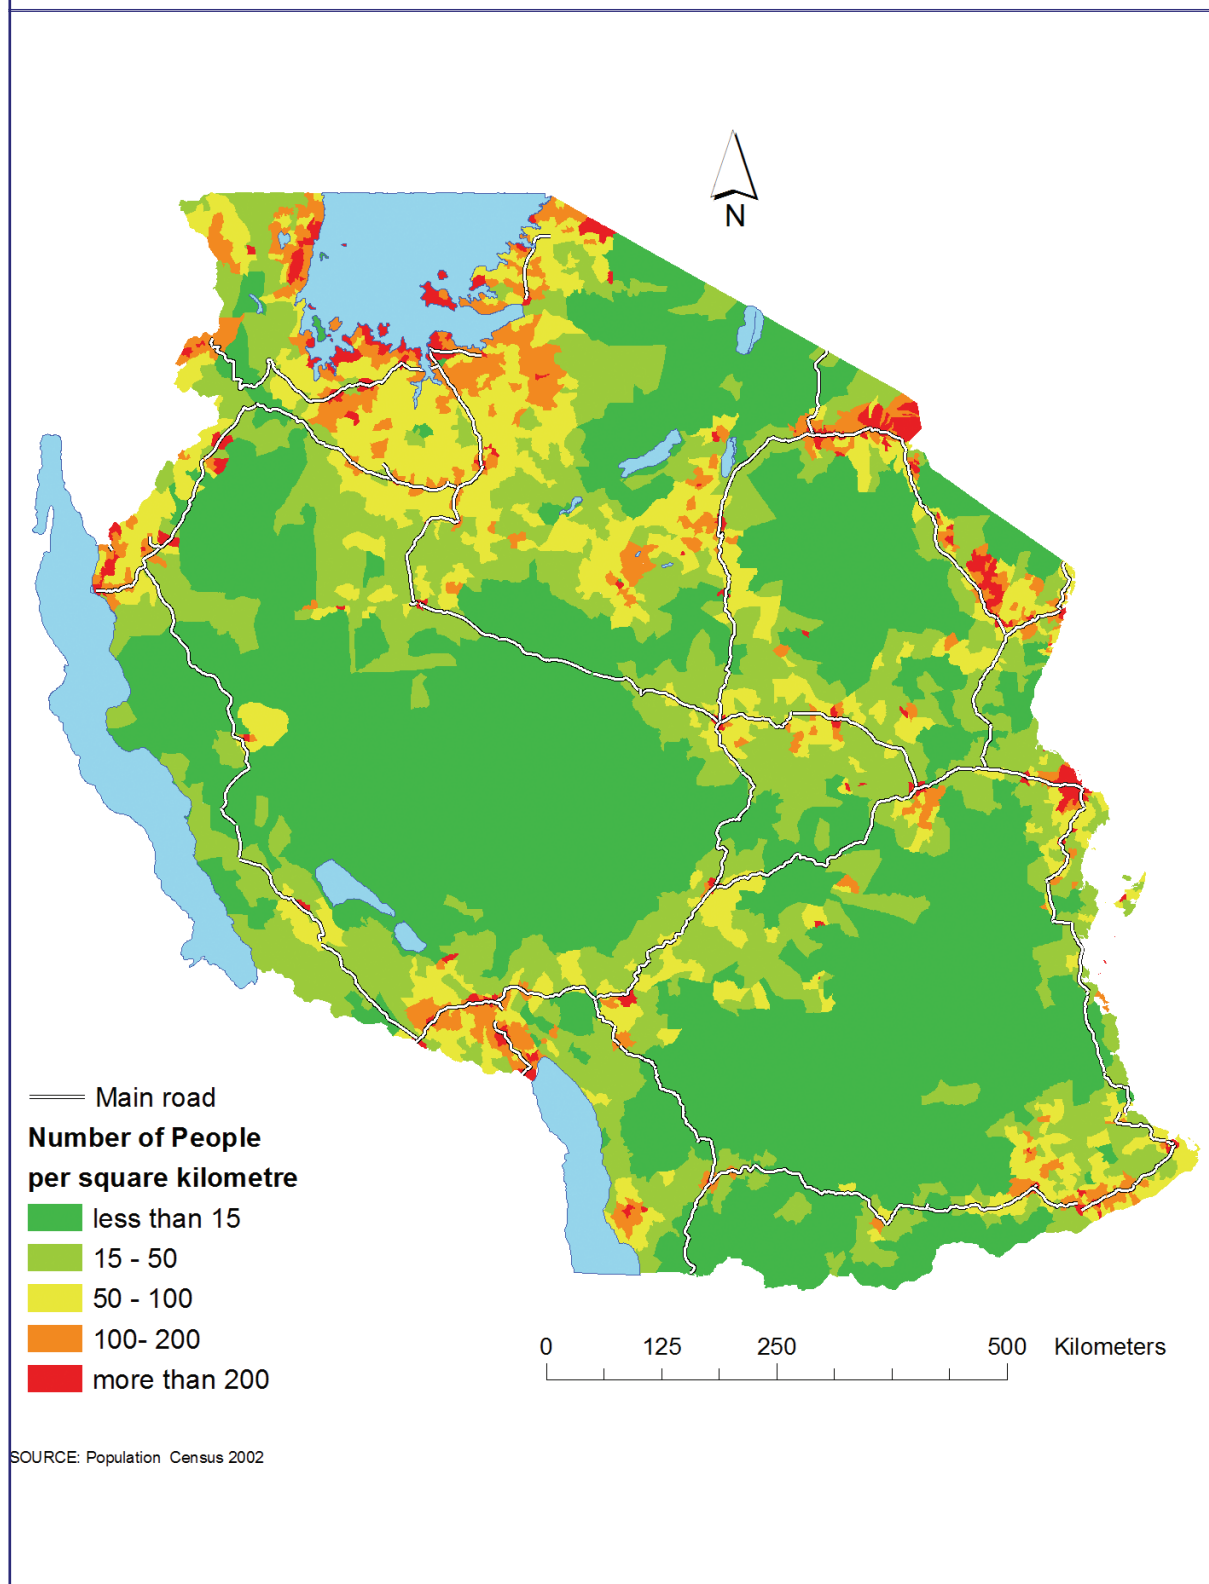 N
Main road
Number of People
per square kilometre
less than 15
15 - 50
50 - 100
100- 200
more than 200
0 125 250 500 Kilometers
SOURCE: Population Census 2002